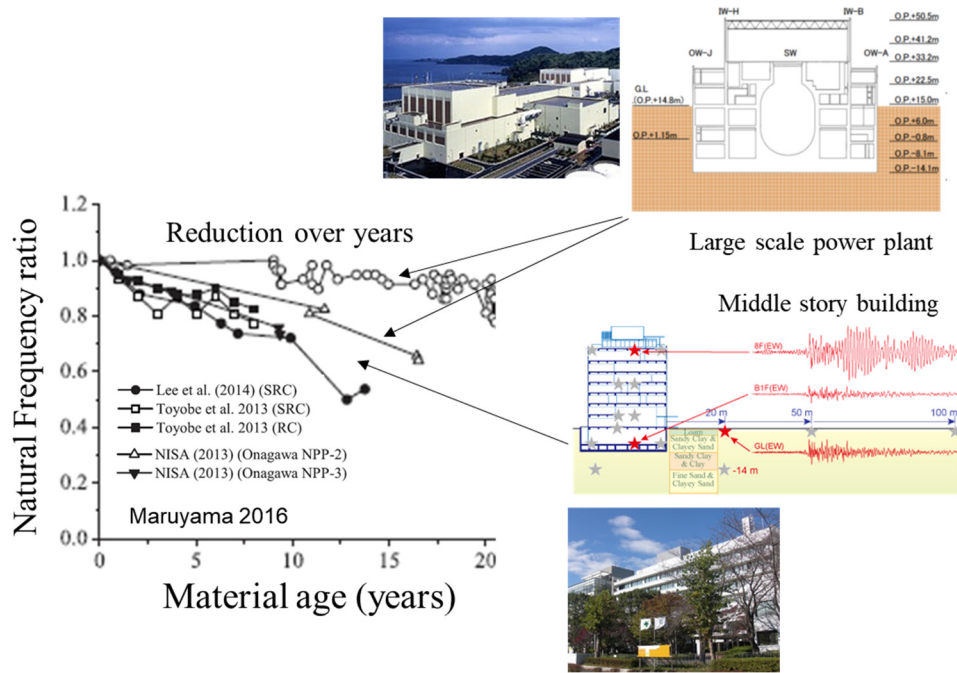 IW-H
IW-B
O.P.+50.5m
O.P.+41.2m
OW-J
SW
OW-A
O.P.+33.2m
O.P.+22.5m
G.L
(O.P.+14.8m)
O.P.+15.0m
O.P.+6.0m
O.P.+1.15m
O.P.-0.8m
O.P.-8.1m
O.P.-14.1m
Large scale power plant
Reduction over years
Natural Frequency ratio
1.2
1.0
0.8
0.6
0.4
0.2
0.0
Lee et al. (2014) (SRC)
Toyobe et al. 2013 (SRC)
Toyobe et al. 2013 (RC)
NISA (2013) (Onagawa NPP-2)
NISA (2013) (Onagawa NPP-3)
Maruyama 2016
0
5
10
15
20
Material age (years)
Middle story building
8F(EW)
B1F(EW)
20 m
50 m
100 m
Loam
Sandy Clay &
Clayey Sand
GL(EW)
Sandy Clay
& Clay
-14 m
Fine Sand &
Clayey Sand